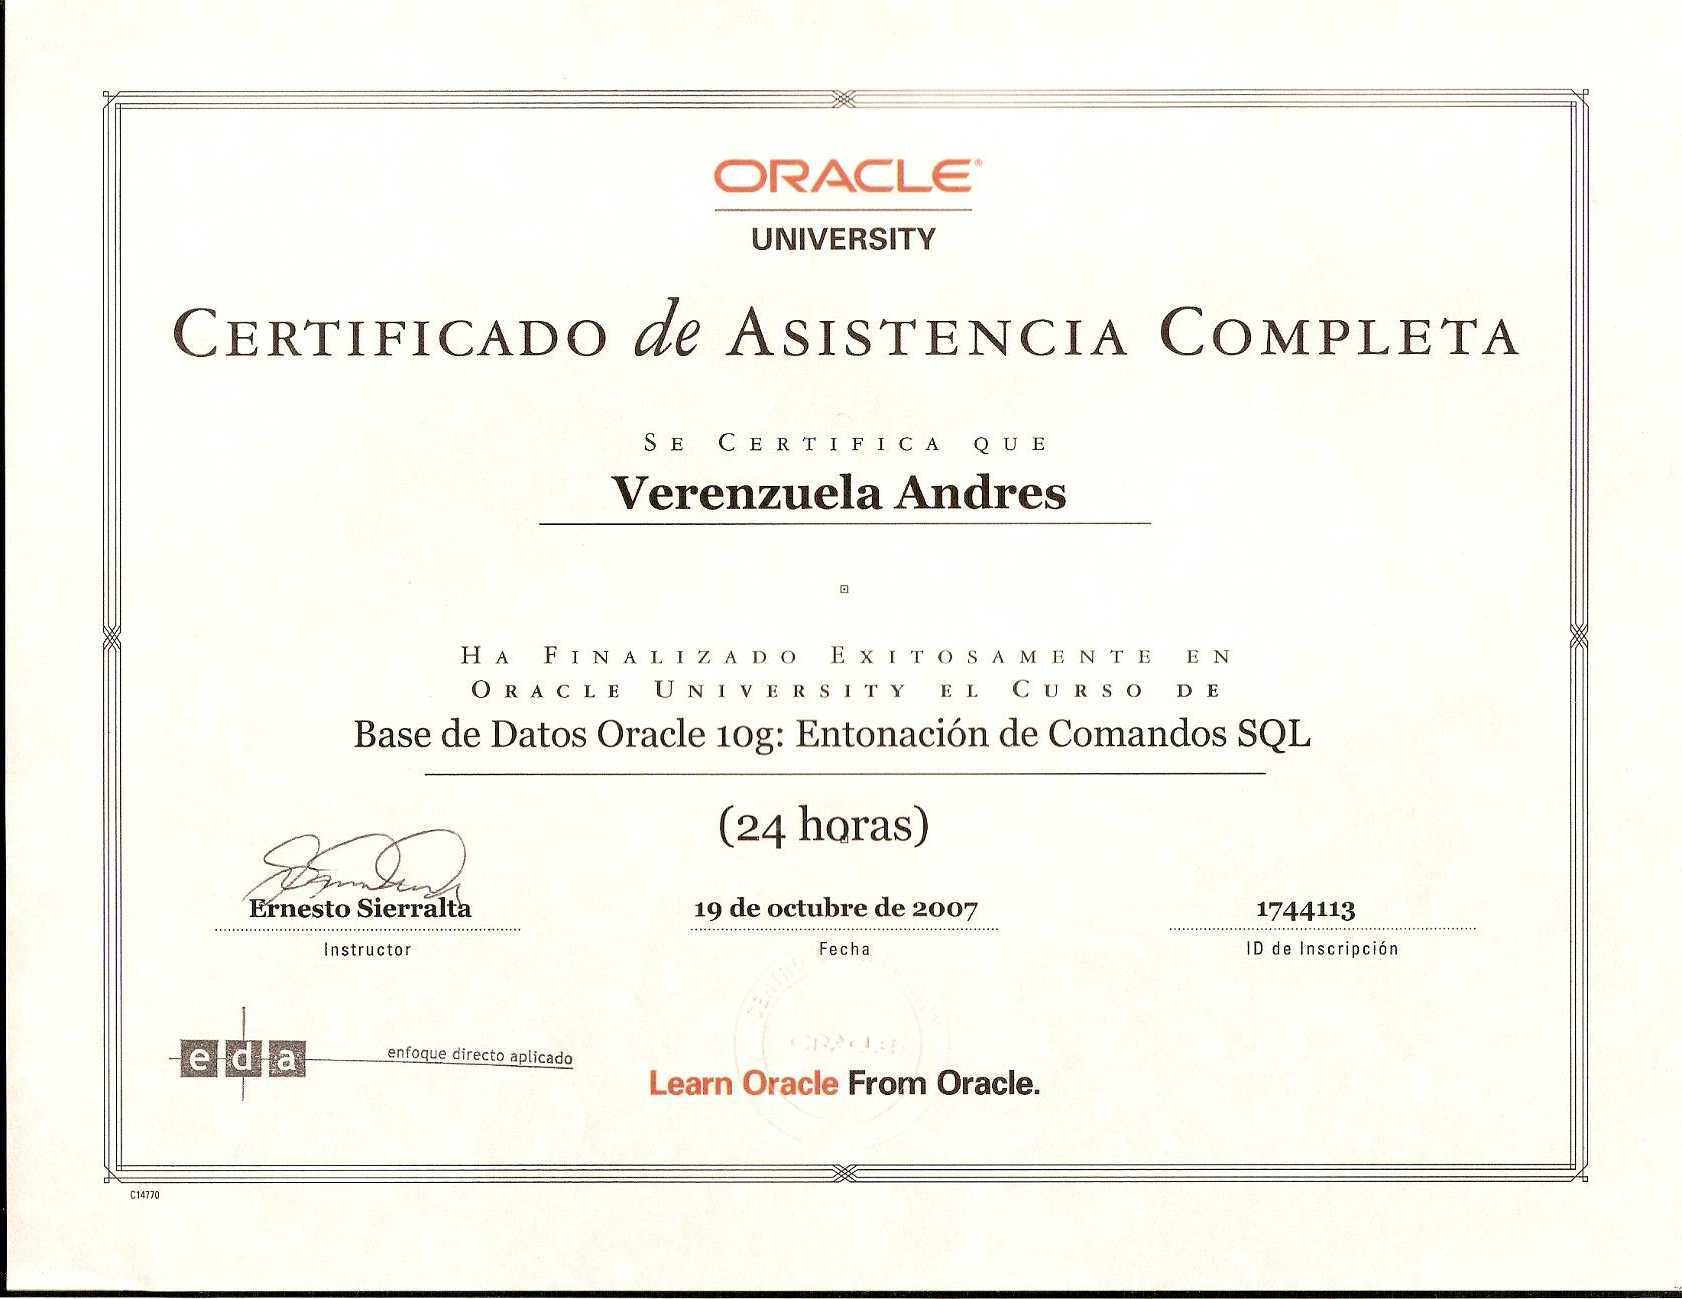 ORACLE®
UNIVERSITY
CERTIFICADO de ASISTENCIA COMPLETA
SE CERTIFICA QUE
Verenzuela Andres
HA FINALIZADO EXITOSAMENTE EN
ORACLE UNIVERSITY EL CURSO DE
Base de Datos Oracle 10g: Entonación de Comandos SQL
(24 horas)
Ernesto Sierralta
Instructor
19 de octubre de 2007
Fecha
1744113
ID de Inscripción
eda enfoque directo aplicado
Learn Oracle From Oracle.
C14770